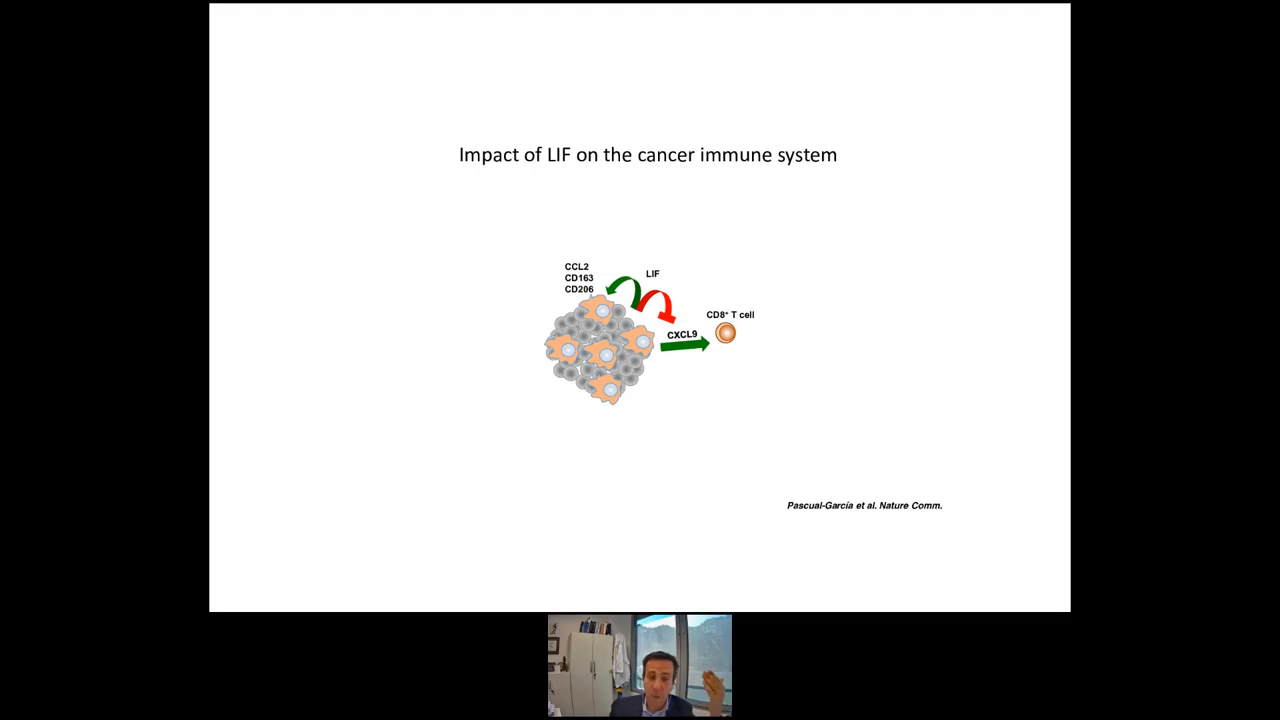 Impact of LIF on the cancer immune system
CCL2
CD163
CD206
LIF
CXCL9
CD8⁺ T cell
Pascual-García et al. Nature Comm.